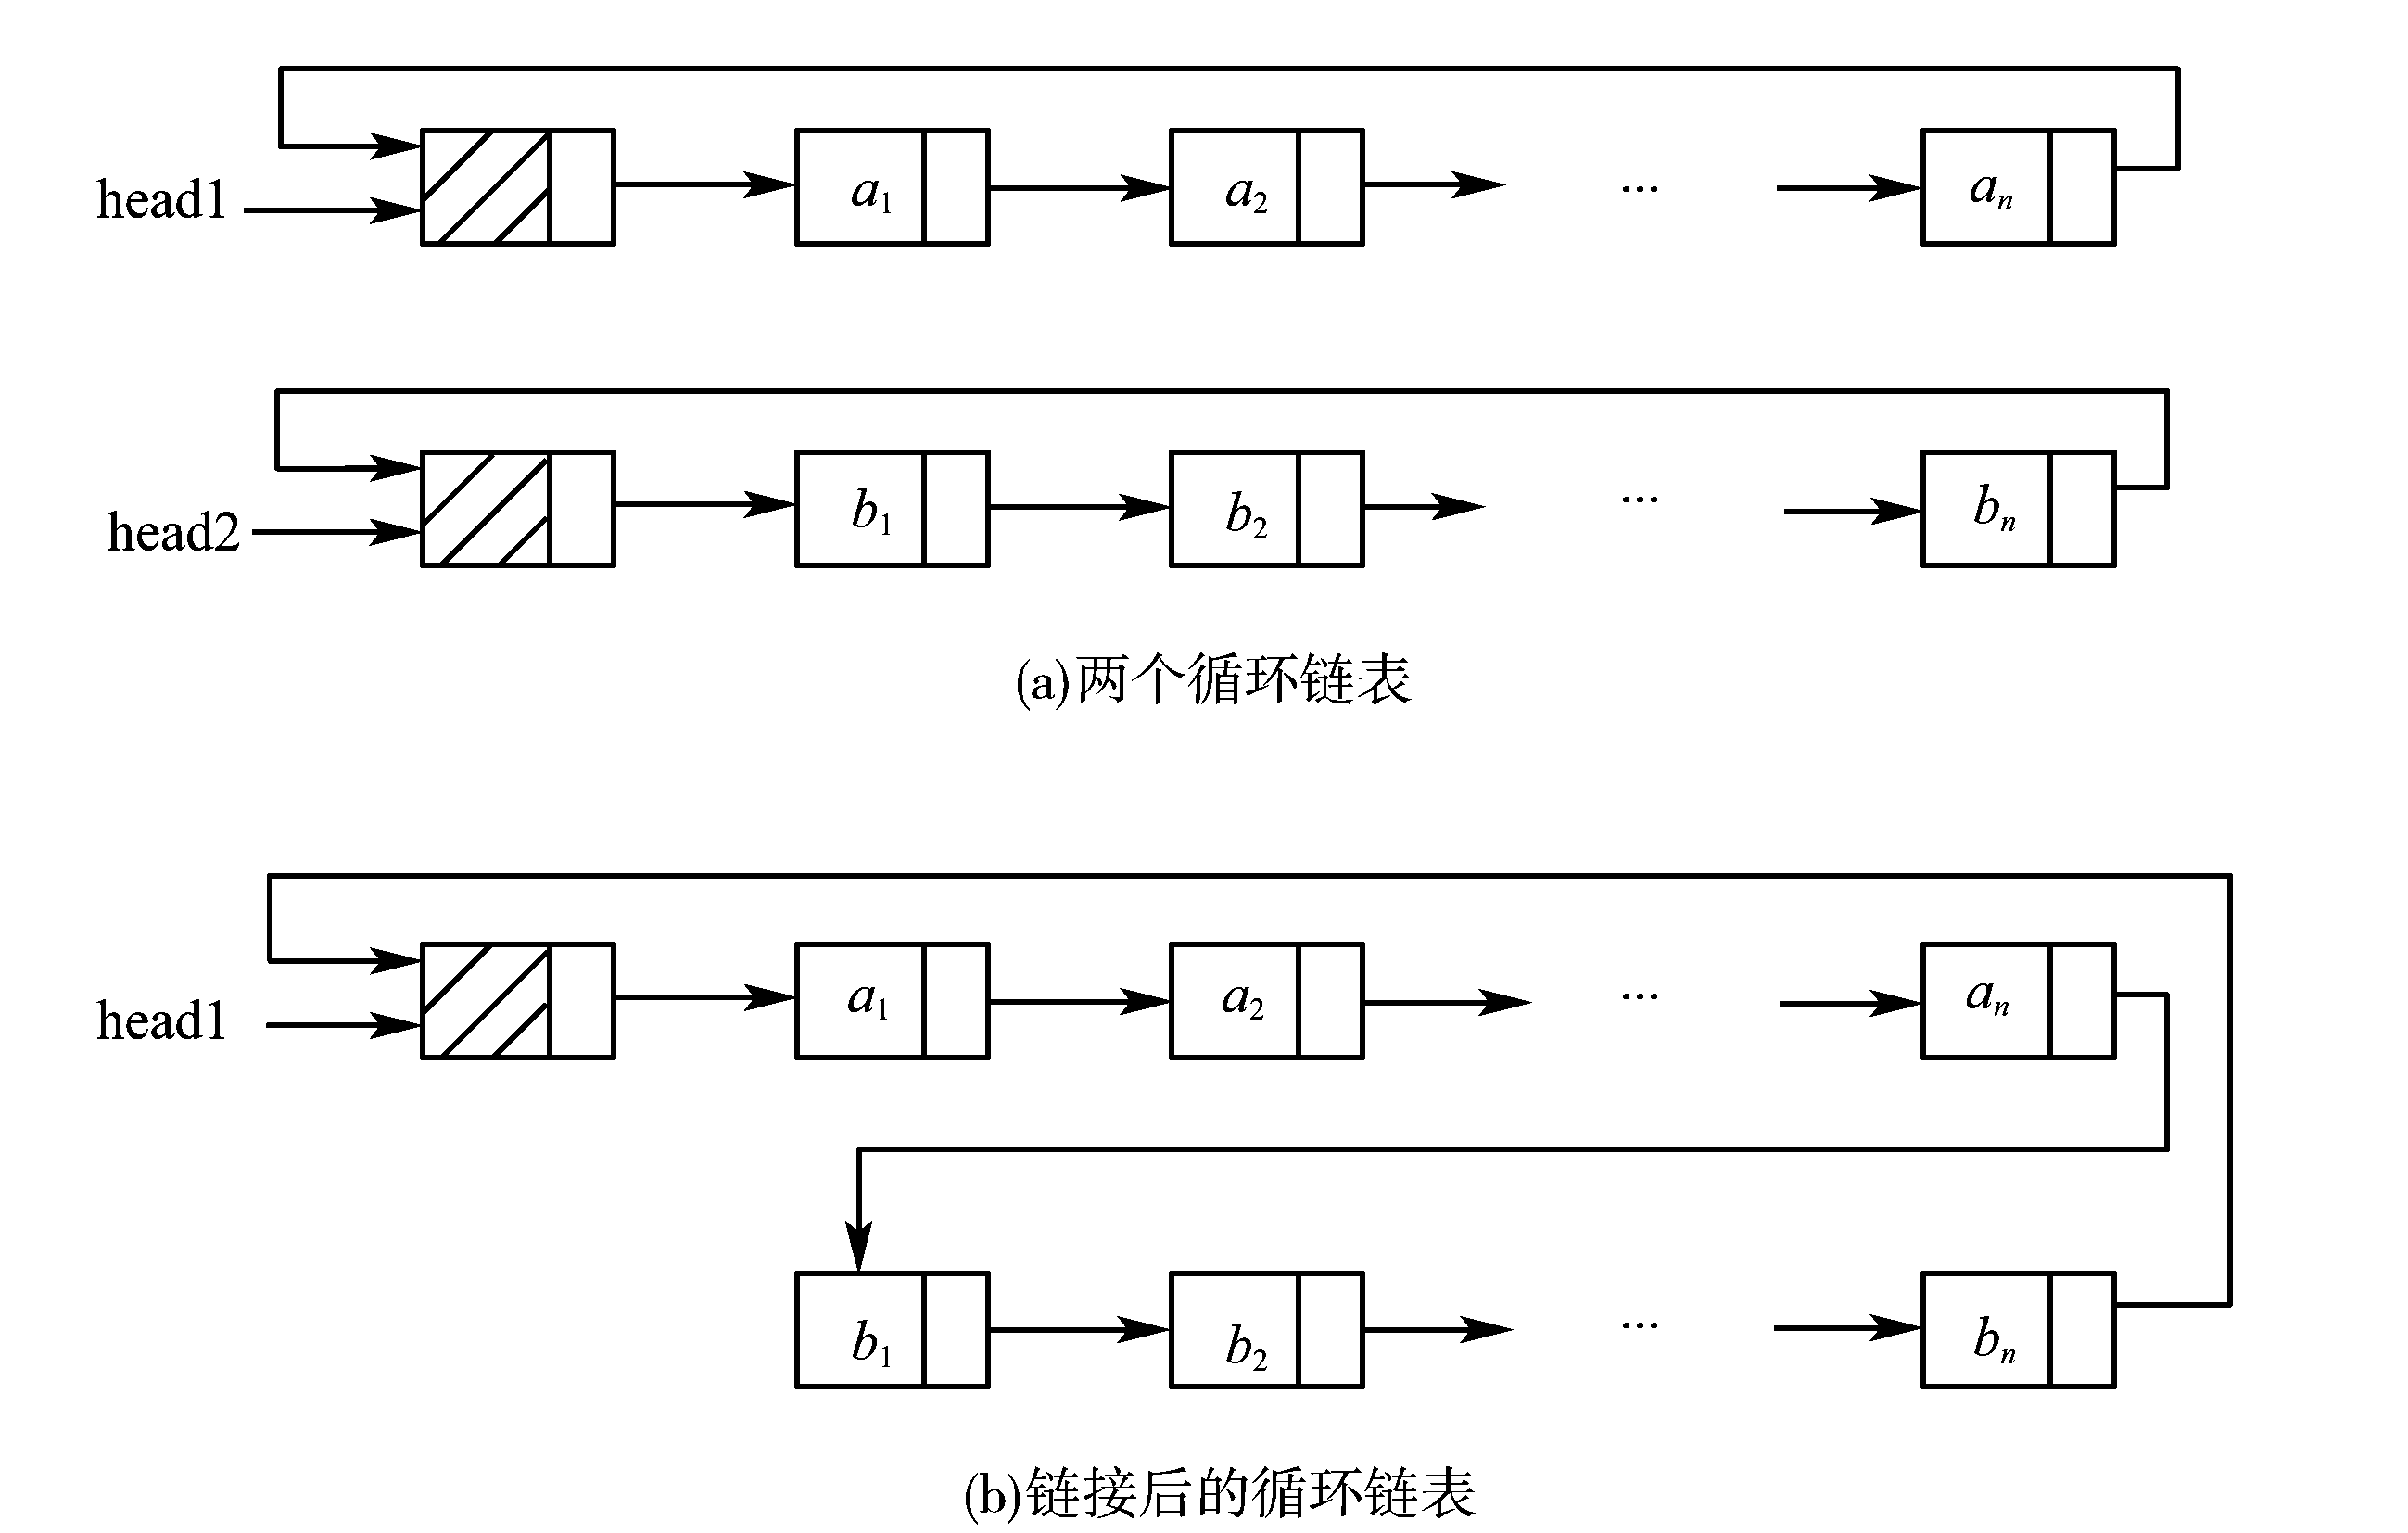 head1 a1 a2 ... an
head2 b1 b2 ... bn
(a)两个循环链表
head1 a1 a2 ... an
b1 b2 ... bn
(b)链接后的循环链表